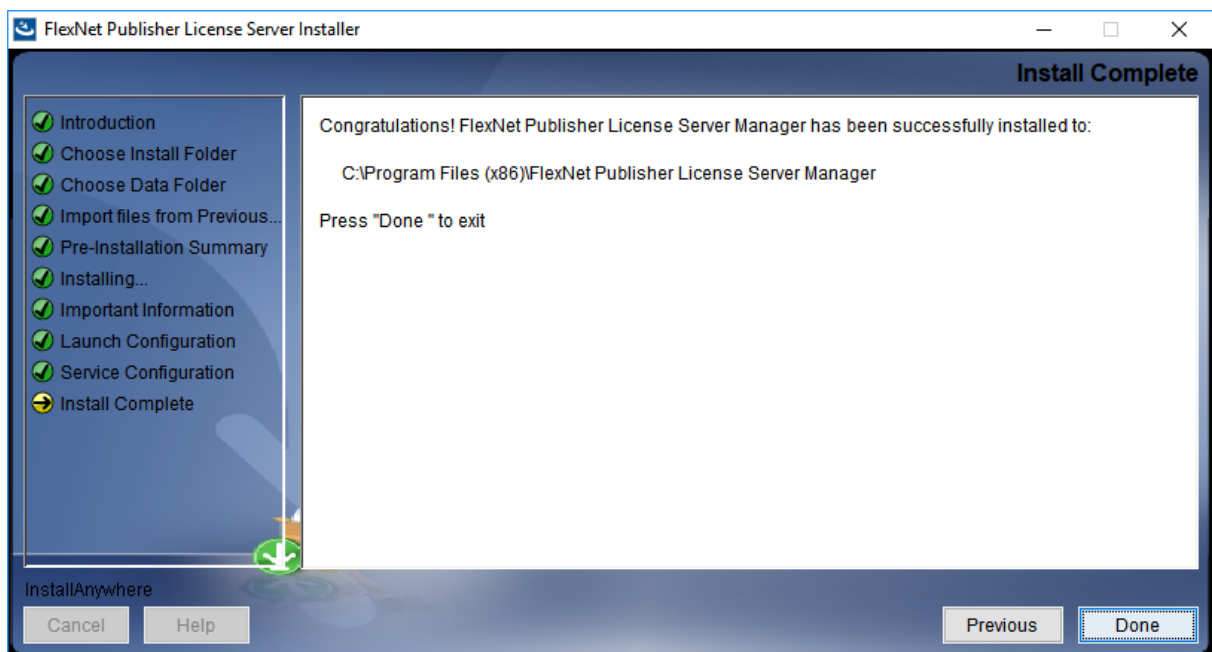 FlexNet Publisher License Server Installer
Install Complete
Introduction
Choose Install Folder
Choose Data Folder
Import files from Previous...
Pre-Installation Summary
Installing...
Important Information
Launch Configuration
Service Configuration
Install Complete
Congratulations! FlexNet Publisher License Server Manager has been successfully installed to:
C:\Program Files (x86)\FlexNet Publisher License Server Manager
Press "Done " to exit
InstallAnywhere
Cancel
Help
Previous
Done